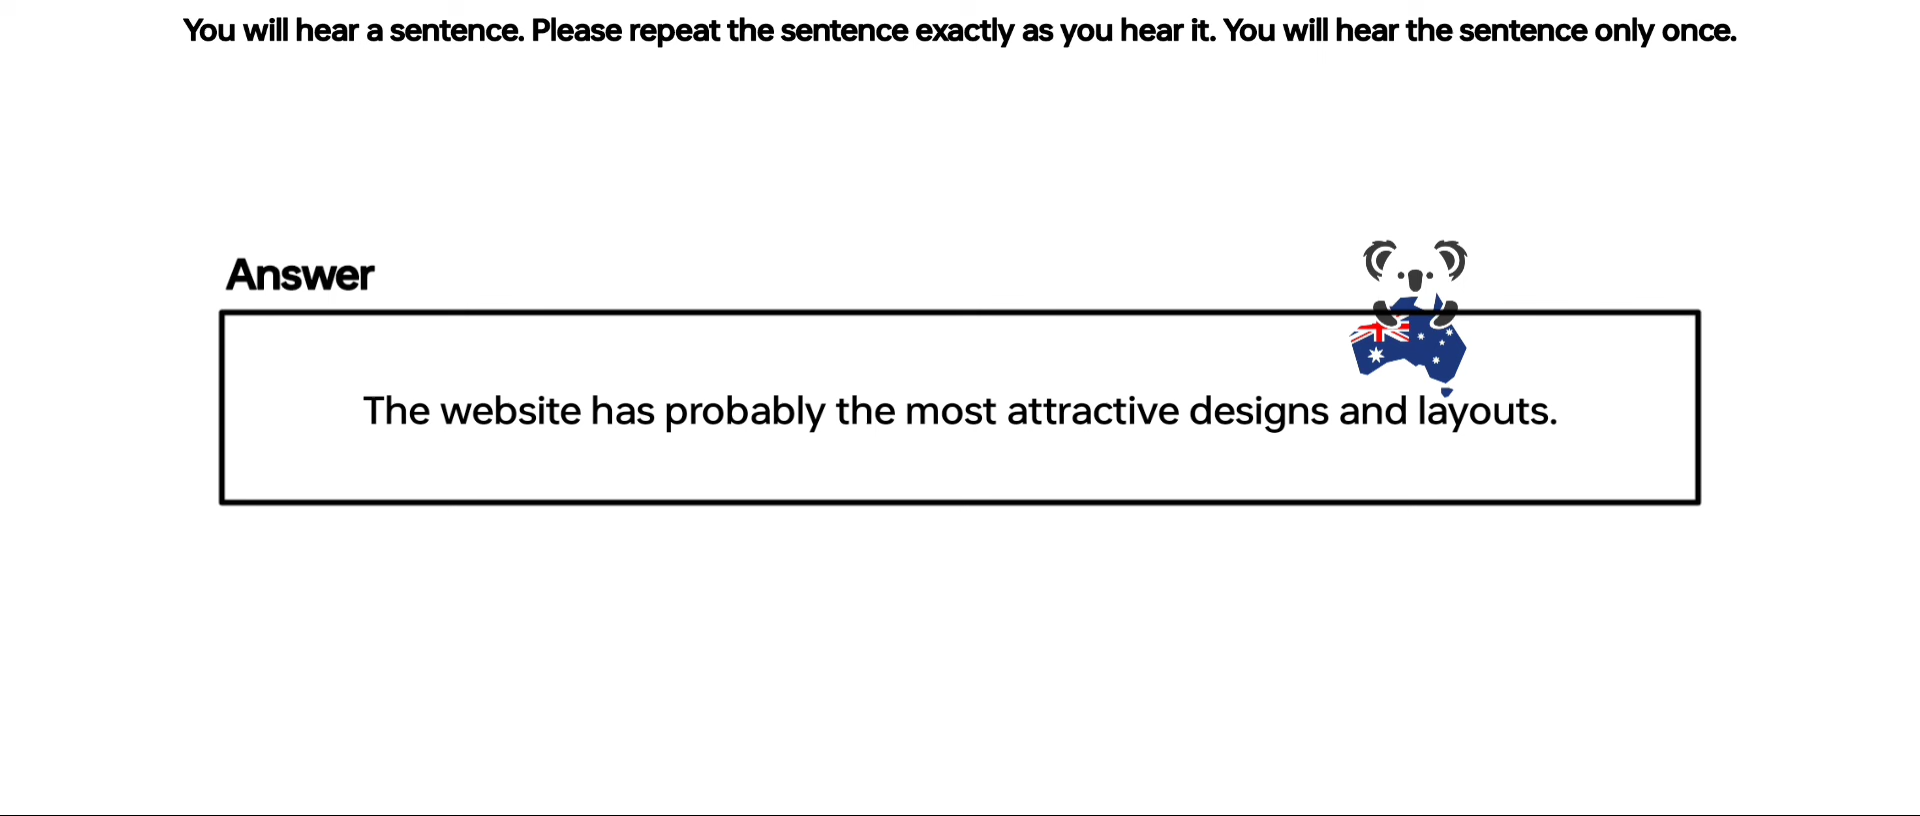 You will hear a sentence. Please repeat the sentence exactly as you hear it. You will hear the sentence only once.
Answer
The website has probably the most attractive designs and layouts.